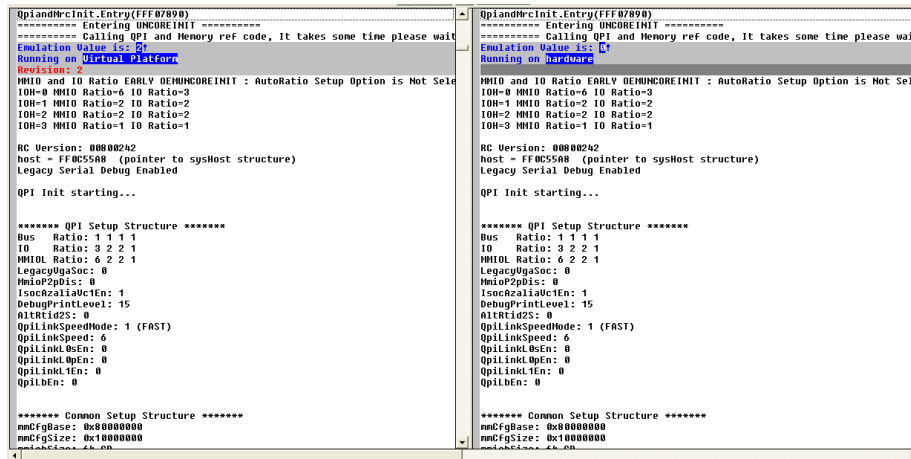 QpiandMrcInit.Entry(FFF07890)
========== Entering UNCOREINIT ==========
========== Calling QPI and Memory ref code, It takes some time please wait
Emulation Value is: 2!
Running on Virtual Platform
Revision: 2
MMIO and IO Ratio EARLY OEMUNCOREINIT : AutoRatio Setup Option is Not Sele
IOH=0 MMIO Ratio=6 IO Ratio=3
IOH=1 MMIO Ratio=2 IO Ratio=2
IOH=2 MMIO Ratio=2 IO Ratio=2
IOH=3 MMIO Ratio=1 IO Ratio=1
RC Version: 00800242
host = FF0C55A8  (pointer to sysHost structure)
Legacy Serial Debug Enabled
QPI Init starting...
******* QPI Setup Structure *******
Bus   Ratio: 1 1 1 1
IO    Ratio: 3 2 2 1
MMIOL Ratio: 6 2 2 1
LegacyVgaSoc: 0
MmioP2pDis: 0
IsocAzaliaVc1En: 1
DebugPrintLevel: 15
AltRtid2S: 0
QpiLinkSpeedMode: 1 (FAST)
QpiLinkSpeed: 6
QpiLinkL0sEn: 0
QpiLinkL0pEn: 0
QpiLinkL1En: 0
QpiLbEn: 0
******* Common Setup Structure *******
mmCfgBase: 0x80000000
mmCfgSize: 0x10000000
QpiandMrcInit.Entry(FFF07890)
========== Entering UNCOREINIT ==========
========== Calling QPI and Memory ref code, It takes some time please wai
Emulation Value is: 0!
Running on hardware
MMIO and IO Ratio EARLY OEMUNCOREINIT : AutoRatio Setup Option is Not Sel
IOH=0 MMIO Ratio=6 IO Ratio=3
IOH=1 MMIO Ratio=2 IO Ratio=2
IOH=2 MMIO Ratio=2 IO Ratio=2
IOH=3 MMIO Ratio=1 IO Ratio=1
RC Version: 00800242
host = FF0C55A8  (pointer to sysHost structure)
Legacy Serial Debug Enabled
QPI Init starting...
******* QPI Setup Structure *******
Bus   Ratio: 1 1 1 1
IO    Ratio: 3 2 2 1
MMIOL Ratio: 6 2 2 1
LegacyVgaSoc: 0
MmioP2pDis: 0
IsocAzaliaVc1En: 1
DebugPrintLevel: 15
AltRtid2S: 0
QpiLinkSpeedMode: 1 (FAST)
QpiLinkSpeed: 6
QpiLinkL0sEn: 0
QpiLinkL0pEn: 0
QpiLinkL1En: 0
QpiLbEn: 0
******* Common Setup Structure *******
mmCfgBase: 0x80000000
mmCfgSize: 0x10000000